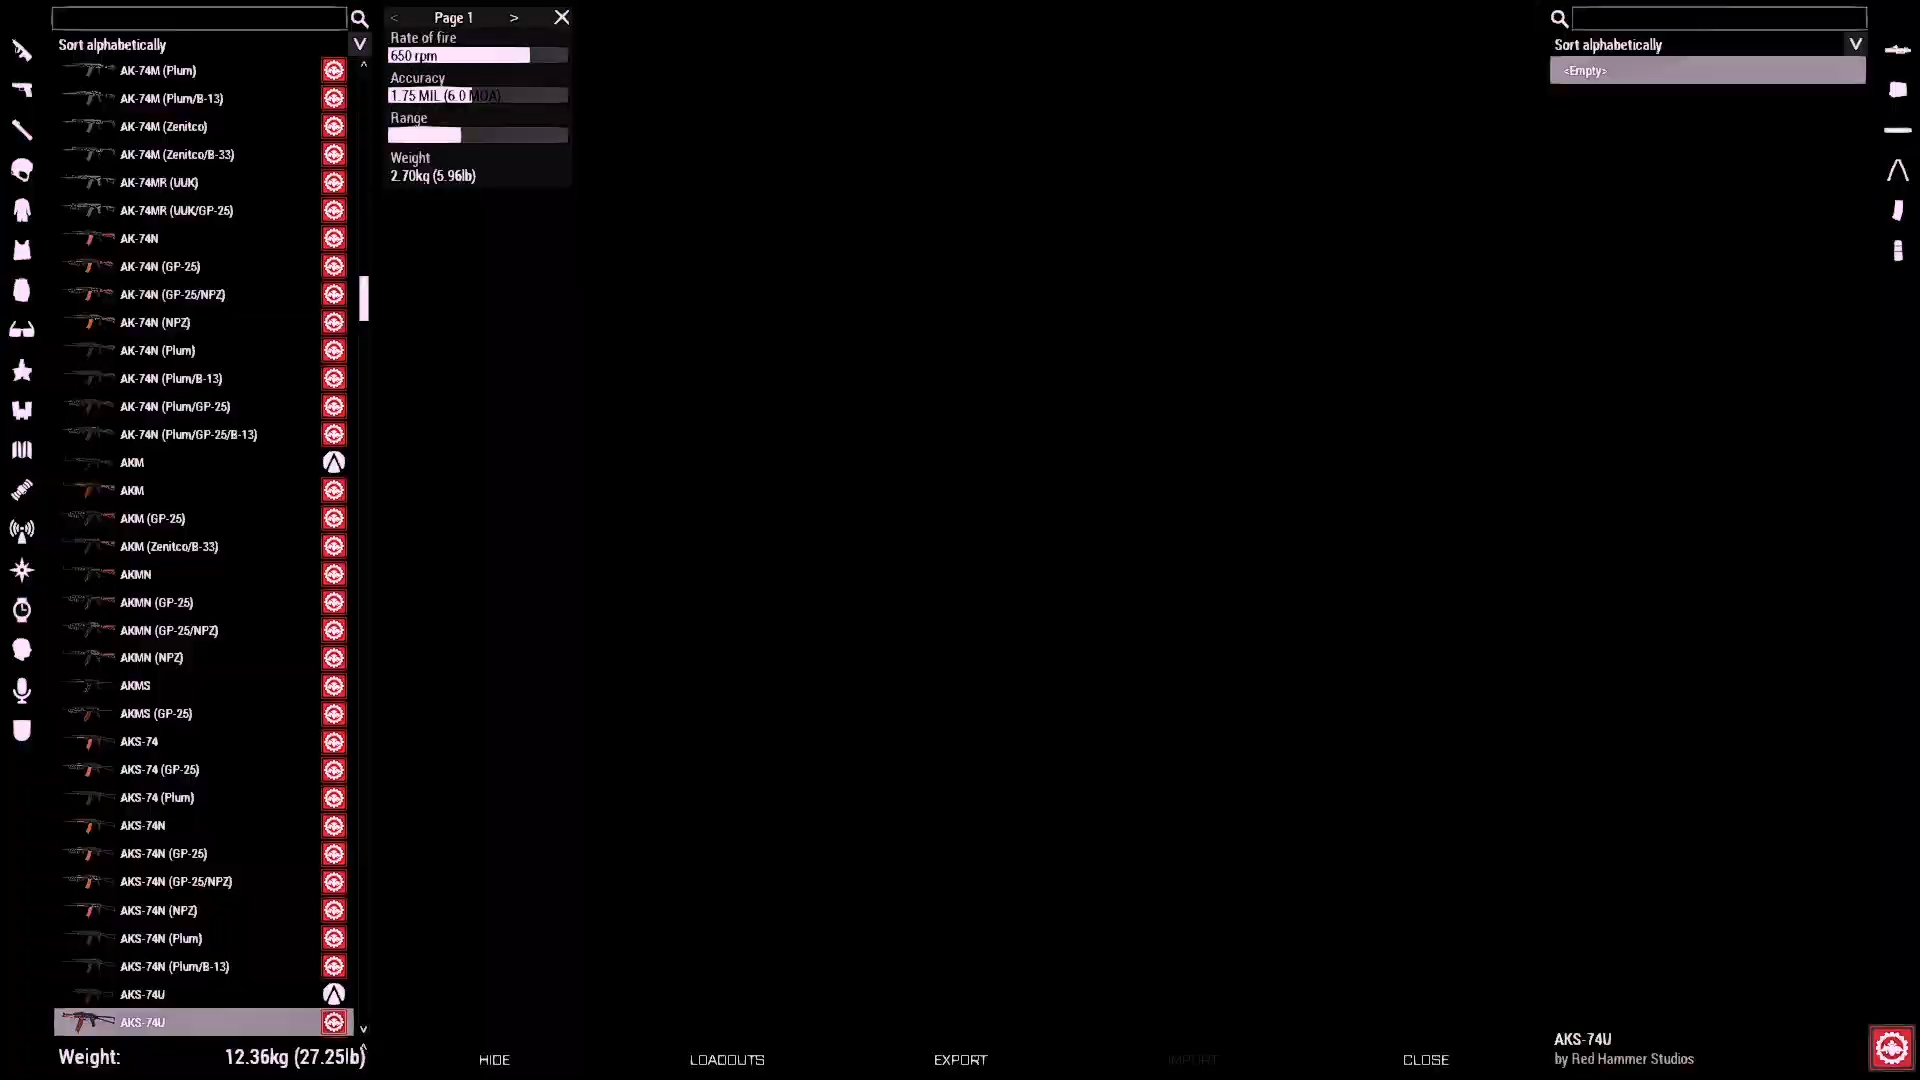 Sort alphabetically
V
AK-74M (Plum)
AK-74M (Plum/B-13)
AK-74M (Zenitco)
AK-74M (Zenitco/B-33)
AK-74MR (UUK)
AK-74MR (UUK/GP-25)
AK-74N
AK-74N (GP-25)
AK-74N (GP-25/NPZ)
AK-74N (NPZ)
AK-74N (Plum)
AK-74N (Plum/B-13)
AK-74N (Plum/GP-25)
AK-74N (Plum/GP-25/B-13)
AKM
AKM
AKM (GP-25)
AKM (Zenitco/B-33)
AKMN
AKMN (GP-25)
AKMN (GP-25/NPZ)
AKMN (NPZ)
AKMS
AKMS (GP-25)
AKS-74
AKS-74 (GP-25)
AKS-74 (Plum)
AKS-74N
AKS-74N (GP-25)
AKS-74N (GP-25/NPZ)
AKS-74N (NPZ)
AKS-74N (Plum)
AKS-74N (Plum/B-13)
AKS-74U
AKS-74U
Weight: 12.36kg (27.25lb)
< Page 1 > X
Rate of fire
650 rpm
Accuracy
1.75 MIL (6.0 MOA)
Range
Weight
2.70kg (5.96lb)
Sort alphabetically
V
<Empty>
HIDE
LOADOUTS
EXPORT
IMPORT
CLOSE
AKS-74U
by Red Hammer Studios